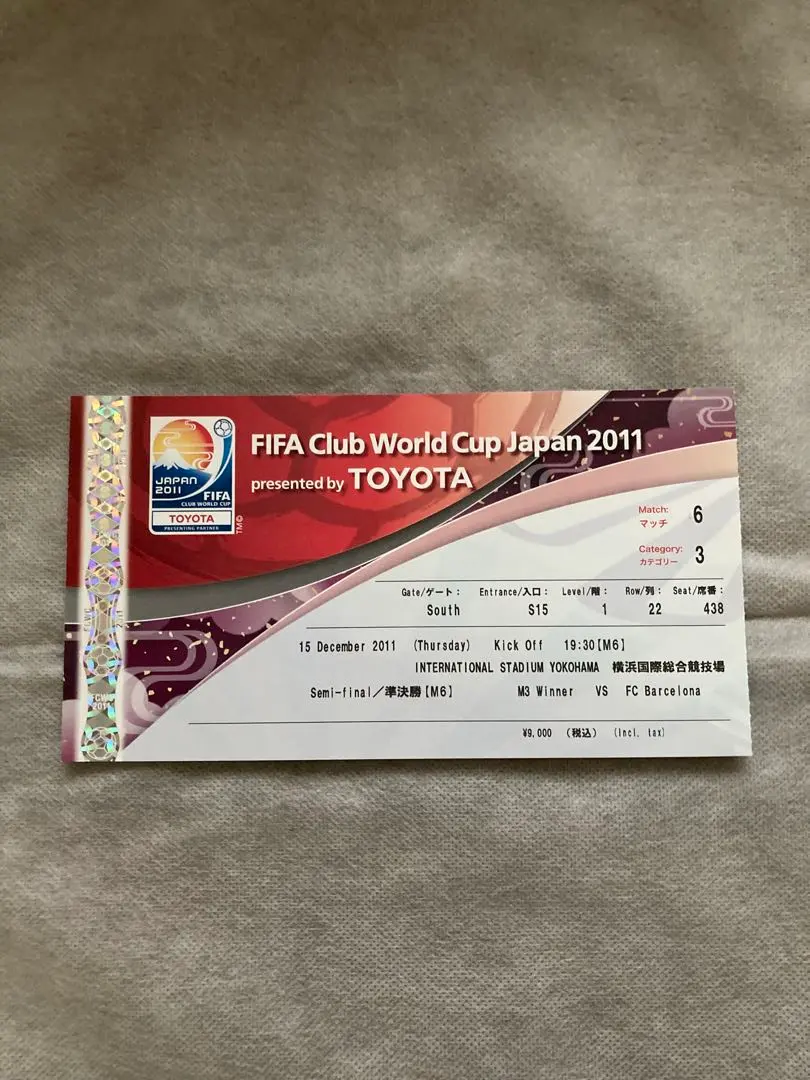 FIFA Club World Cup Japan 2011
presented by TOYOTA
JAPAN
2011
FIFA
CLUB WORLD CUP
TOYOTA
PRESENTING PARTNER
TM©
Match: 6
マッチ
Category: 3
カテゴリー
Gate/ゲート: Entrance/入口: Level/階: Row/列: Seat/席番:
South S15 1 22 438
15 December 2011 (Thursday) Kick Off 19:30【M6】
INTERNATIONAL STADIUM YOKOHAMA 横浜国際総合競技場
Semi-final/準決勝【M6】 M3 Winner VS FC Barcelona
¥9,000 (税込) (Incl. tax)
FCWC
2011